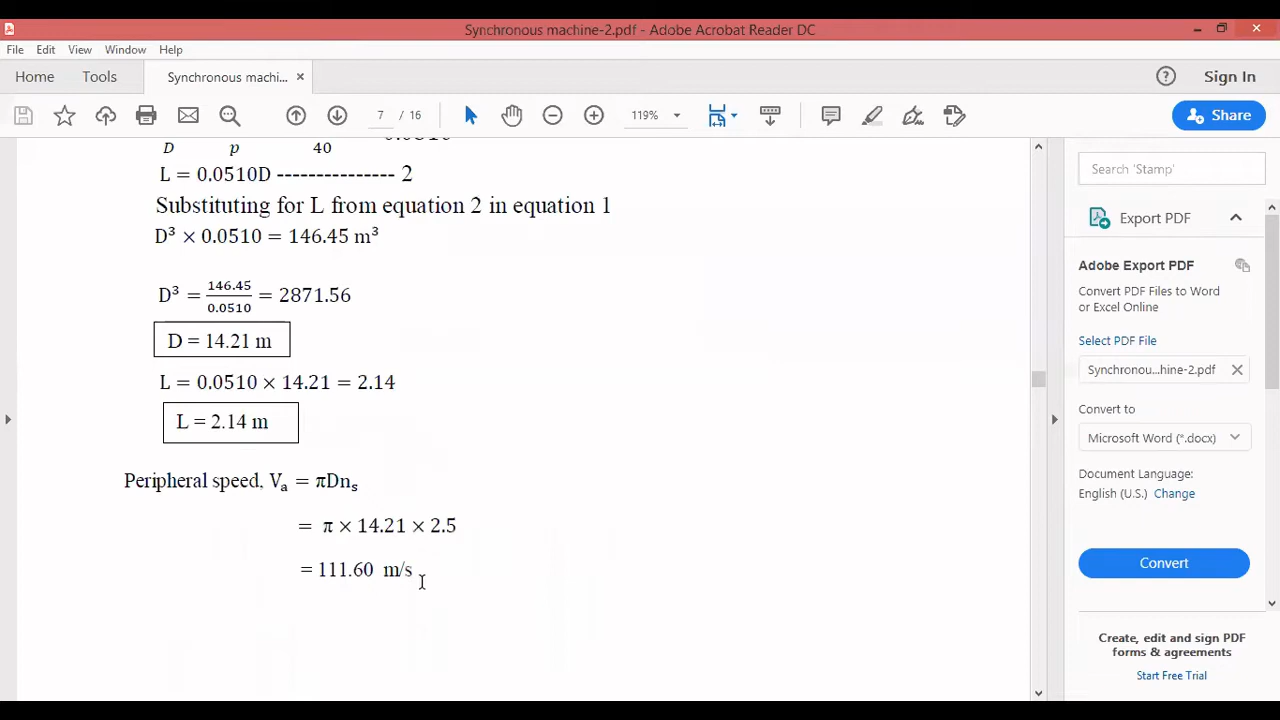 Synchronous machine-2.pdf - Adobe Acrobat Reader DC
File Edit View Window Help
Home Tools Synchronous machi... × Sign In
7 / 16 119% Share
D p 40
L = 0.0510D --------------- 2
Substituting for L from equation 2 in equation 1
D³ × 0.0510 = 146.45 m³
D³ = 146.45/0.0510 = 2871.56
D = 14.21 m
L = 0.0510 × 14.21 = 2.14
L = 2.14 m
Peripheral speed, Vₐ = πDnₛ
= π × 14.21 × 2.5
= 111.60 m/s
Search 'Stamp'
Export PDF
Adobe Export PDF
Convert PDF Files to Word
or Excel Online
Select PDF File
Synchronou...hine-2.pdf
Convert to
Microsoft Word (*.docx)
Document Language:
English (U.S.) Change
Convert
Create, edit and sign PDF
forms & agreements
Start Free Trial